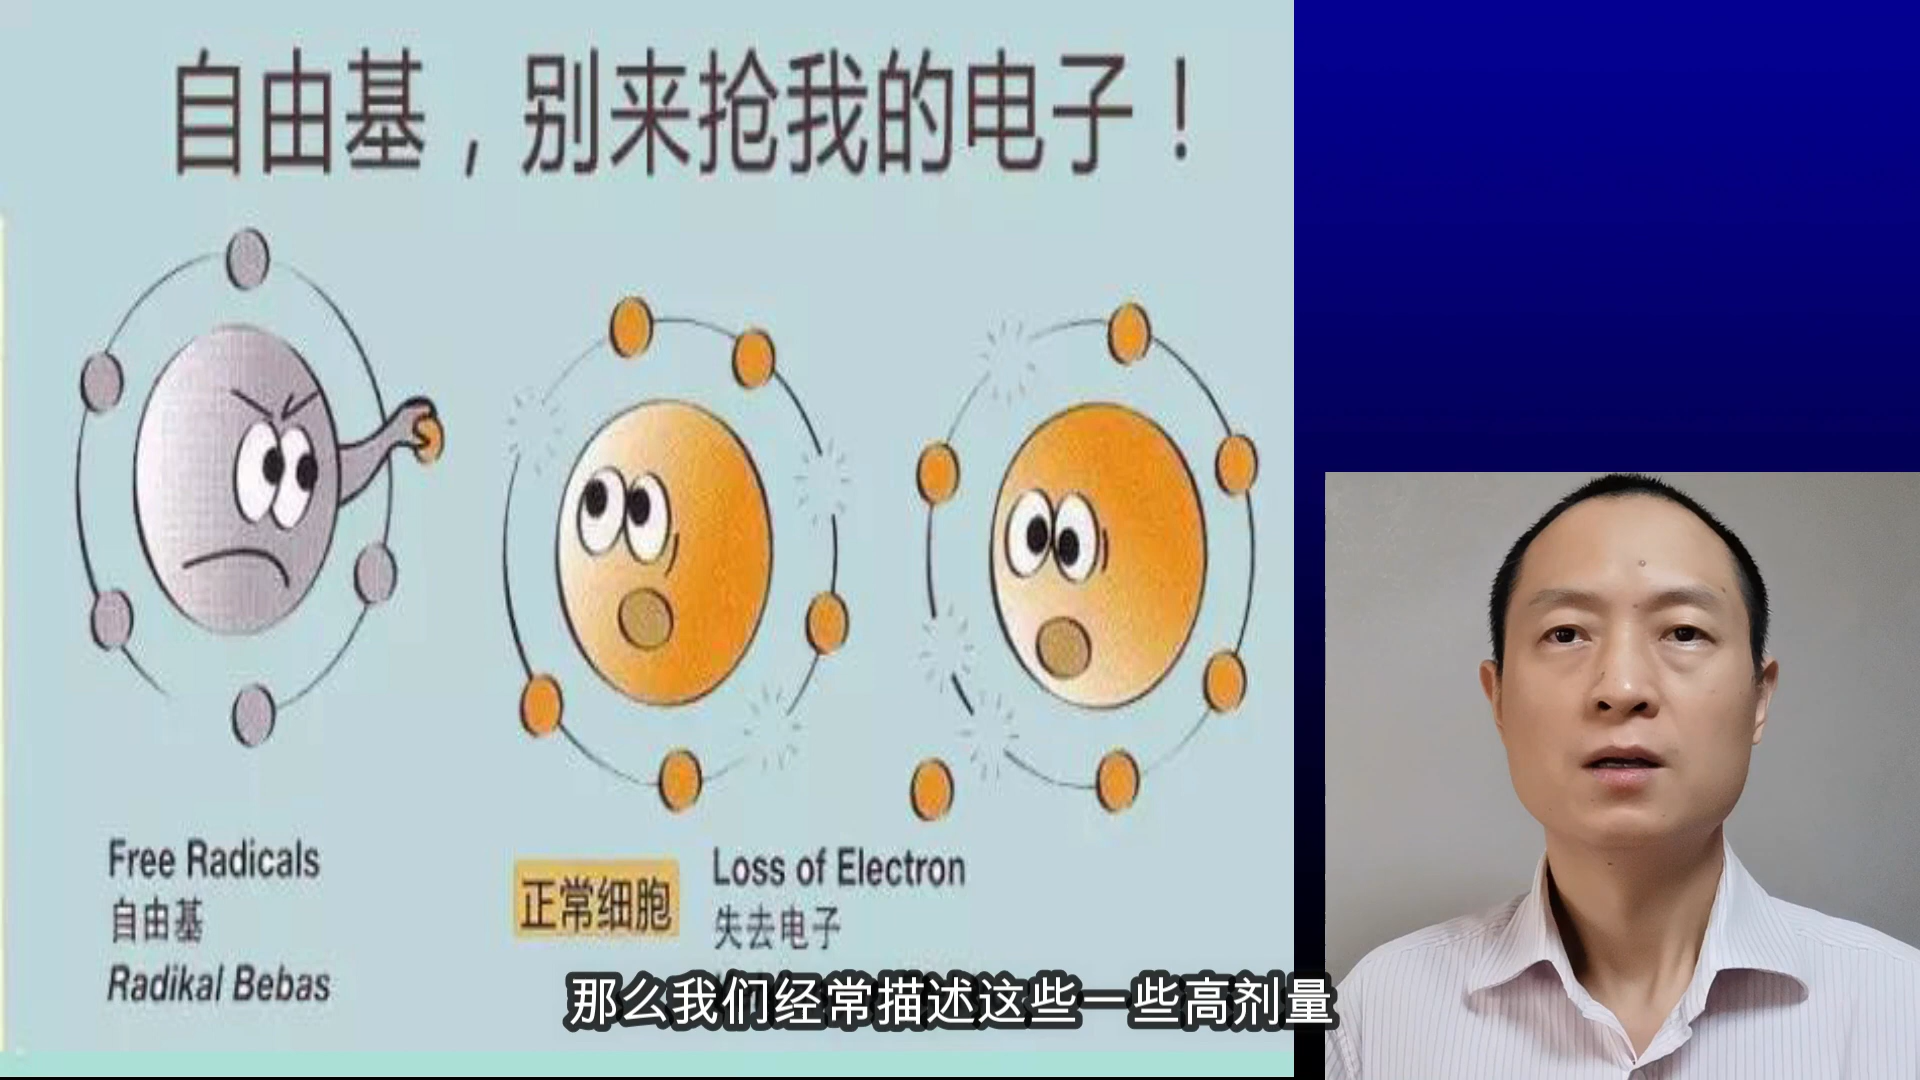 自由基，别来抢我的电子！
Free Radicals
自由基
Radikal Bebas
正常细胞
Loss of Electron
失去电子
那么我们经常描述这些一些高剂量